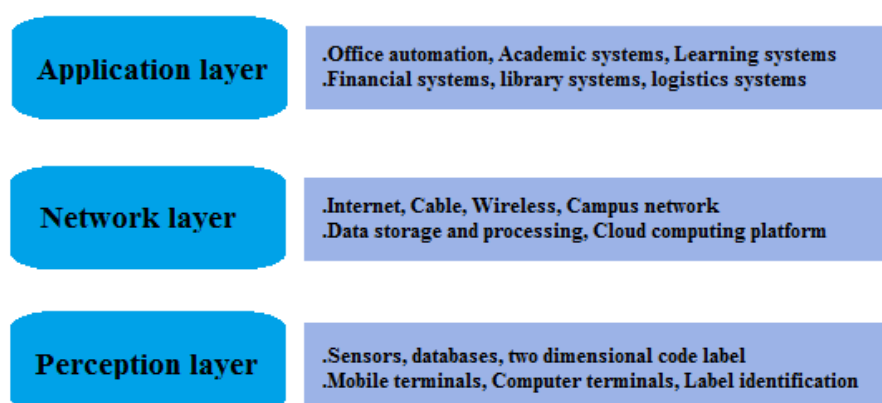 Application layer
.Office automation, Academic systems, Learning systems
.Financial systems, library systems, logistics systems
Network layer
.Internet, Cable, Wireless, Campus network
.Data storage and processing, Cloud computing platform
Perception layer
.Sensors, databases, two dimensional code label
.Mobile terminals, Computer terminals, Label identification